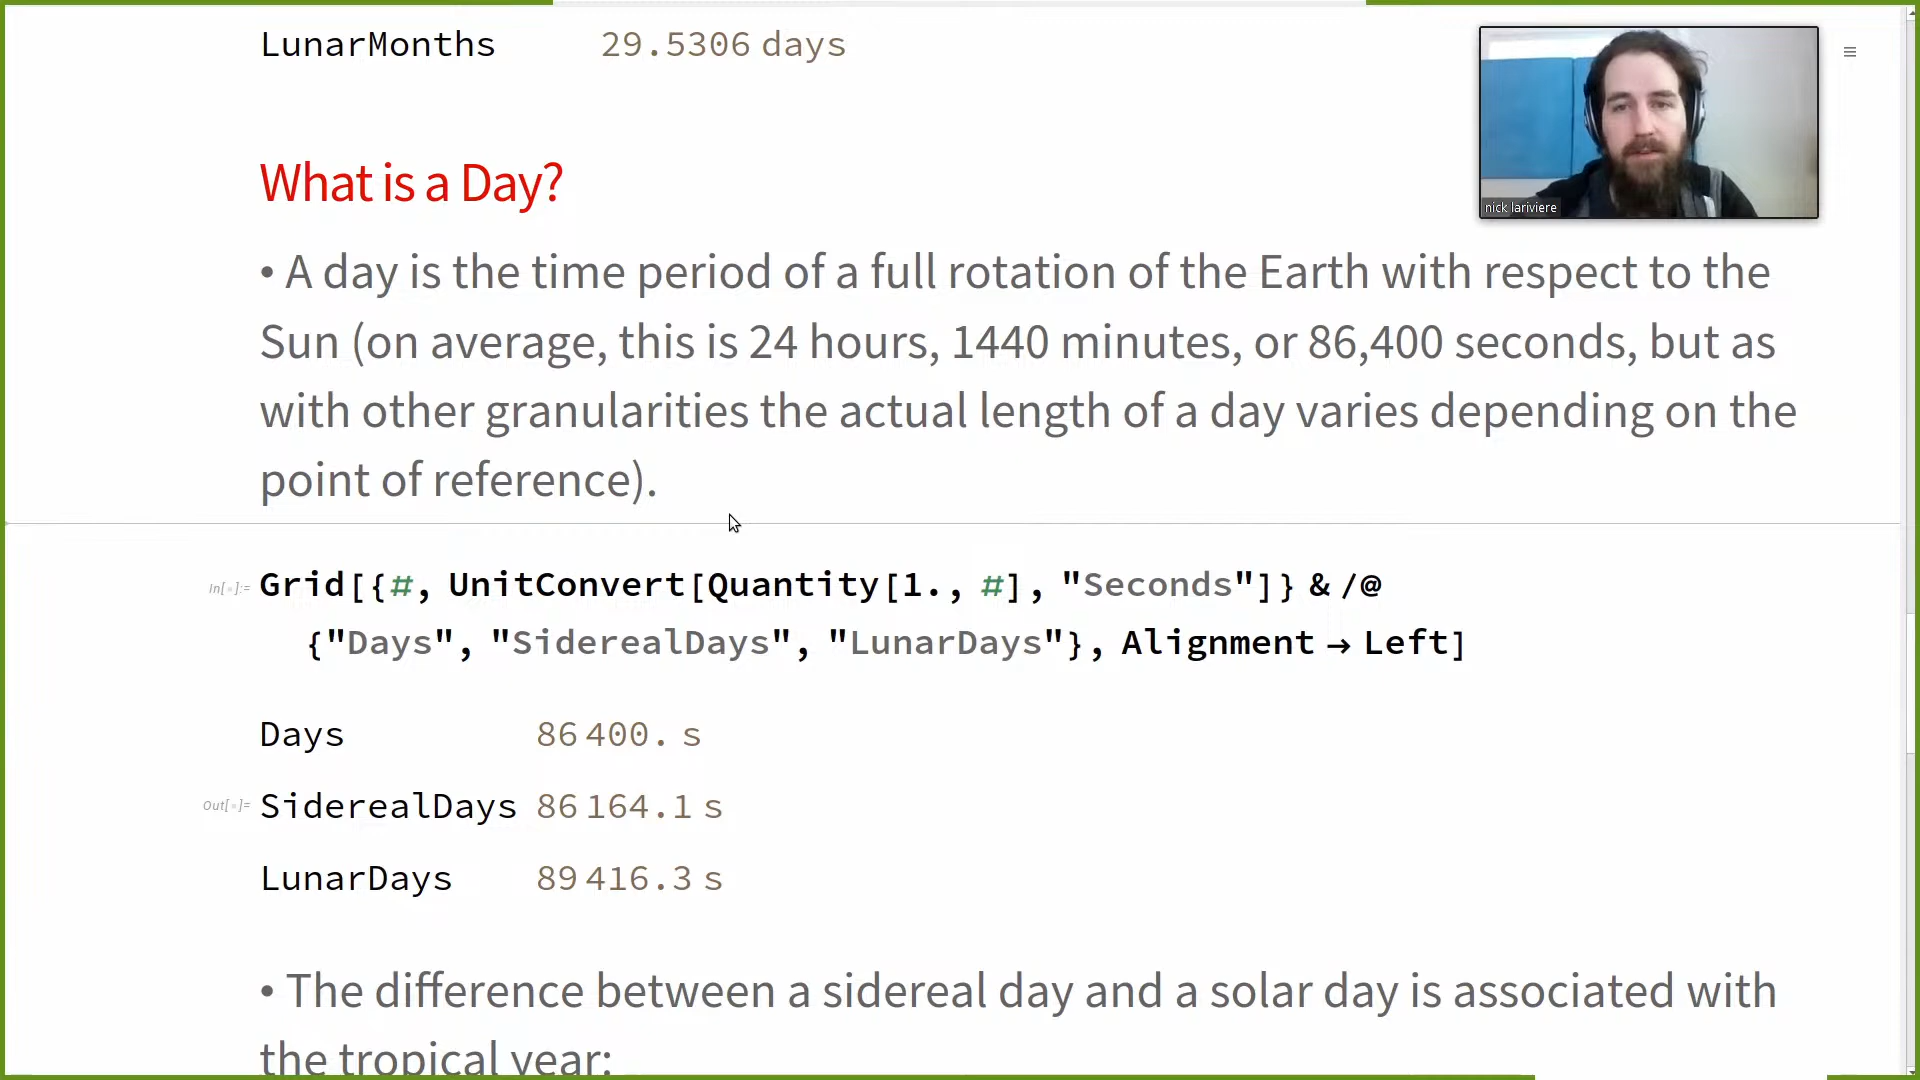 LunarMonths 29.5306 days
nick lariviere
What is a Day?
• A day is the time period of a full rotation of the Earth with respect to the
Sun (on average, this is 24 hours, 1440 minutes, or 86,400 seconds, but as
with other granularities the actual length of a day varies depending on the
point of reference).
In[∘]:= Grid[{#, UnitConvert[Quantity[1., #], "Seconds"]} & /@
{"Days", "SiderealDays", "LunarDays"}, Alignment → Left]
Days 86 400. s
Out[∘]= SiderealDays 86 164.1 s
LunarDays 89 416.3 s
• The difference between a sidereal day and a solar day is associated with
the tropical year: